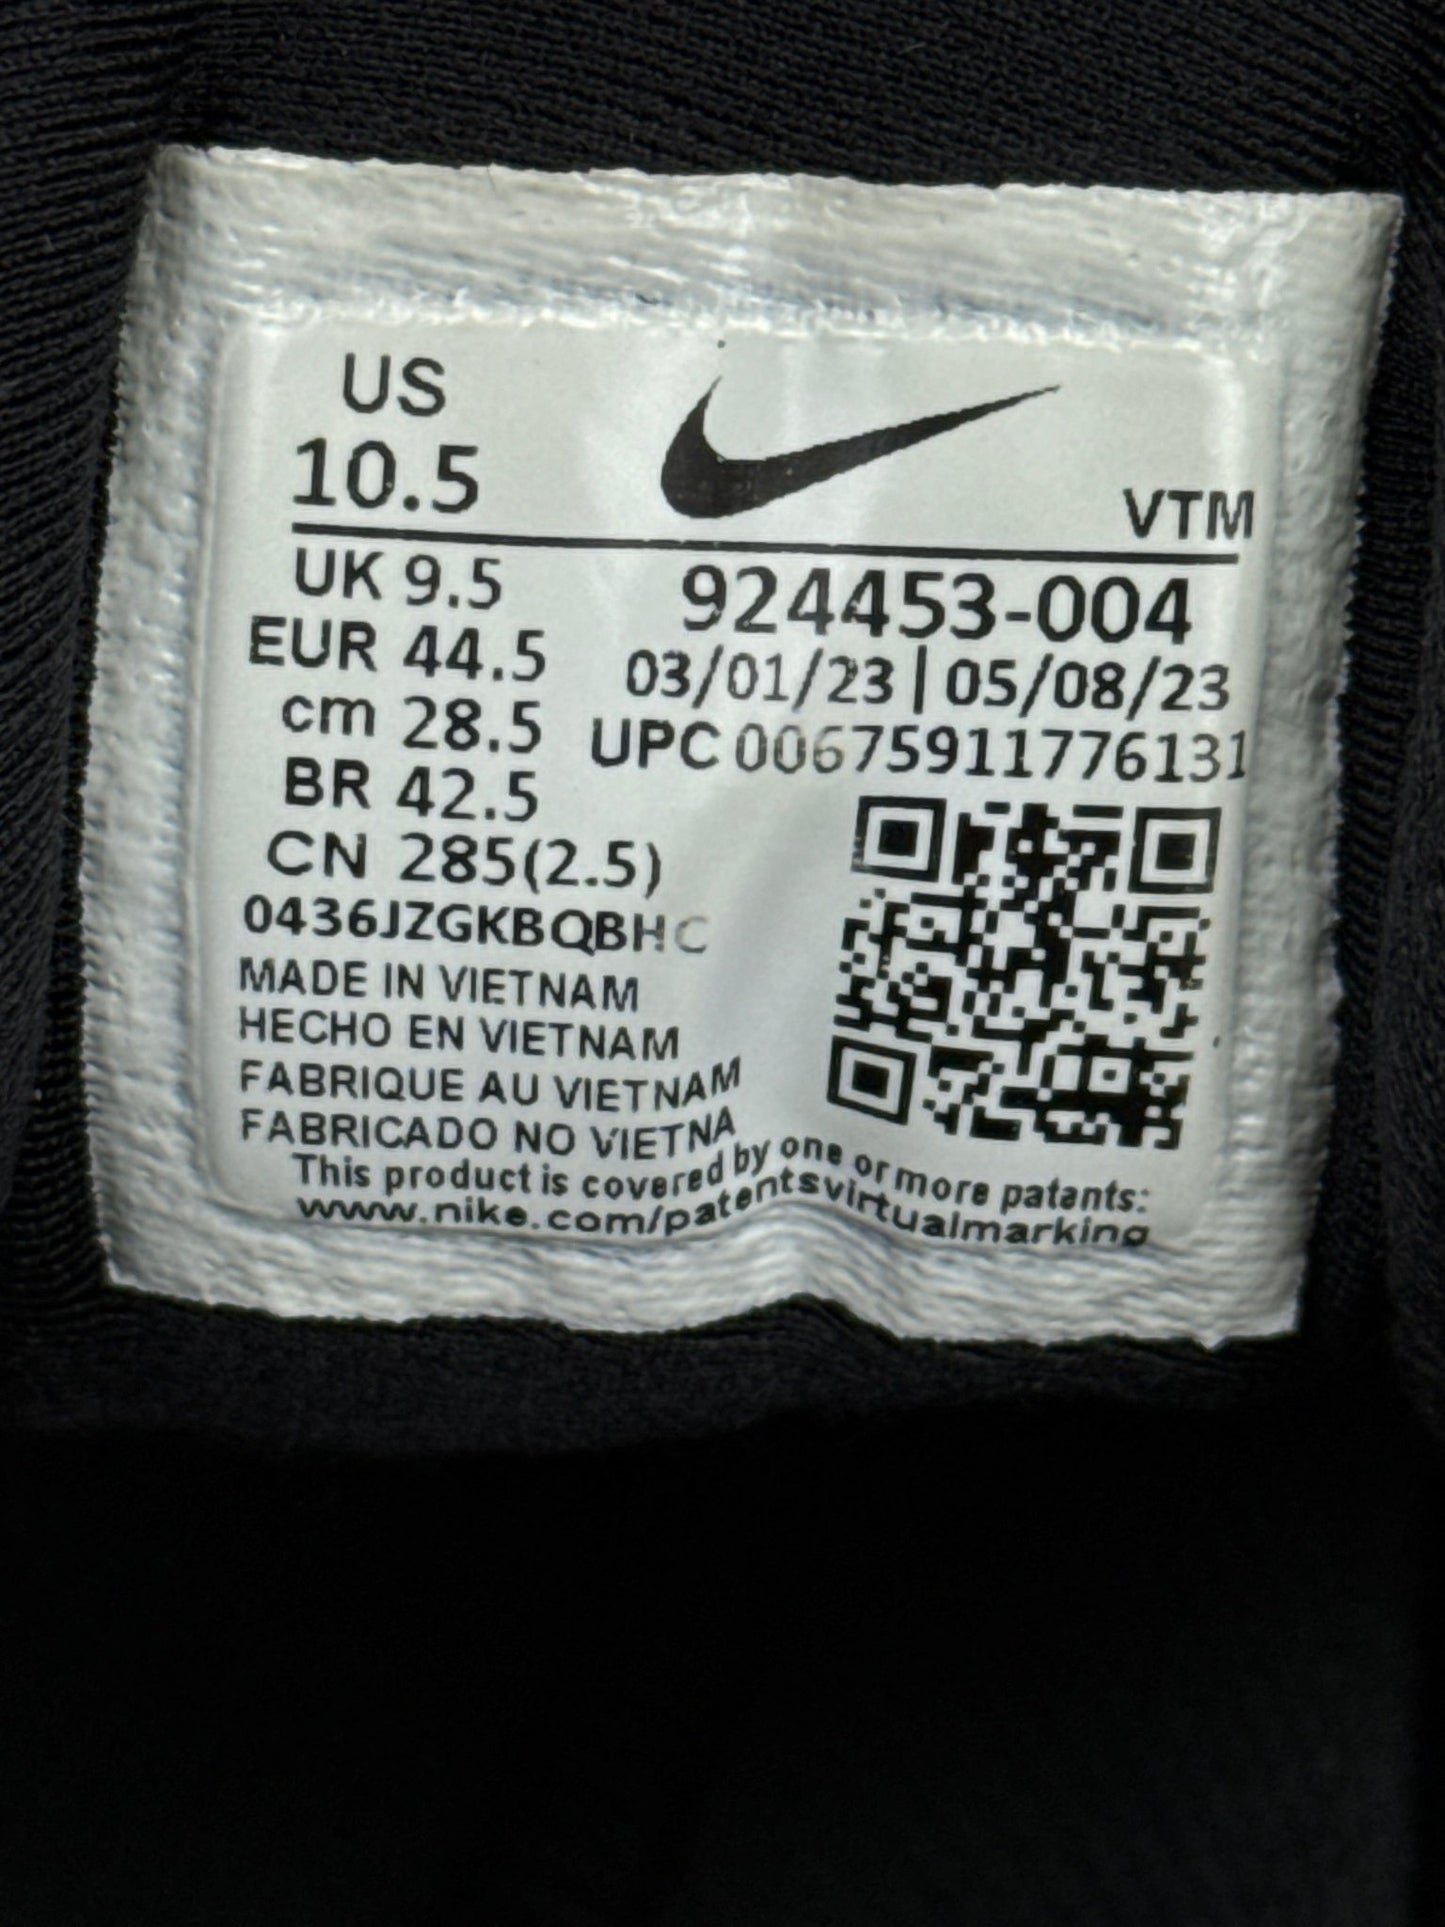 US
10.5
VTM
UK 9.5
924453-004
EUR 44.5
03/01/23 | 05/08/23
cm 28.5
UPC 00675911776131
BR 42.5
CN 285(2.5)
0436JZGKBQBHC
MADE IN VIETNAM
HECHO EN VIETNAM
FABRIQUE AU VIETNAM
FABRICADO NO VIETNA
This product is covered by one or more patants:
www.nike.com/patentsvirtualmarking